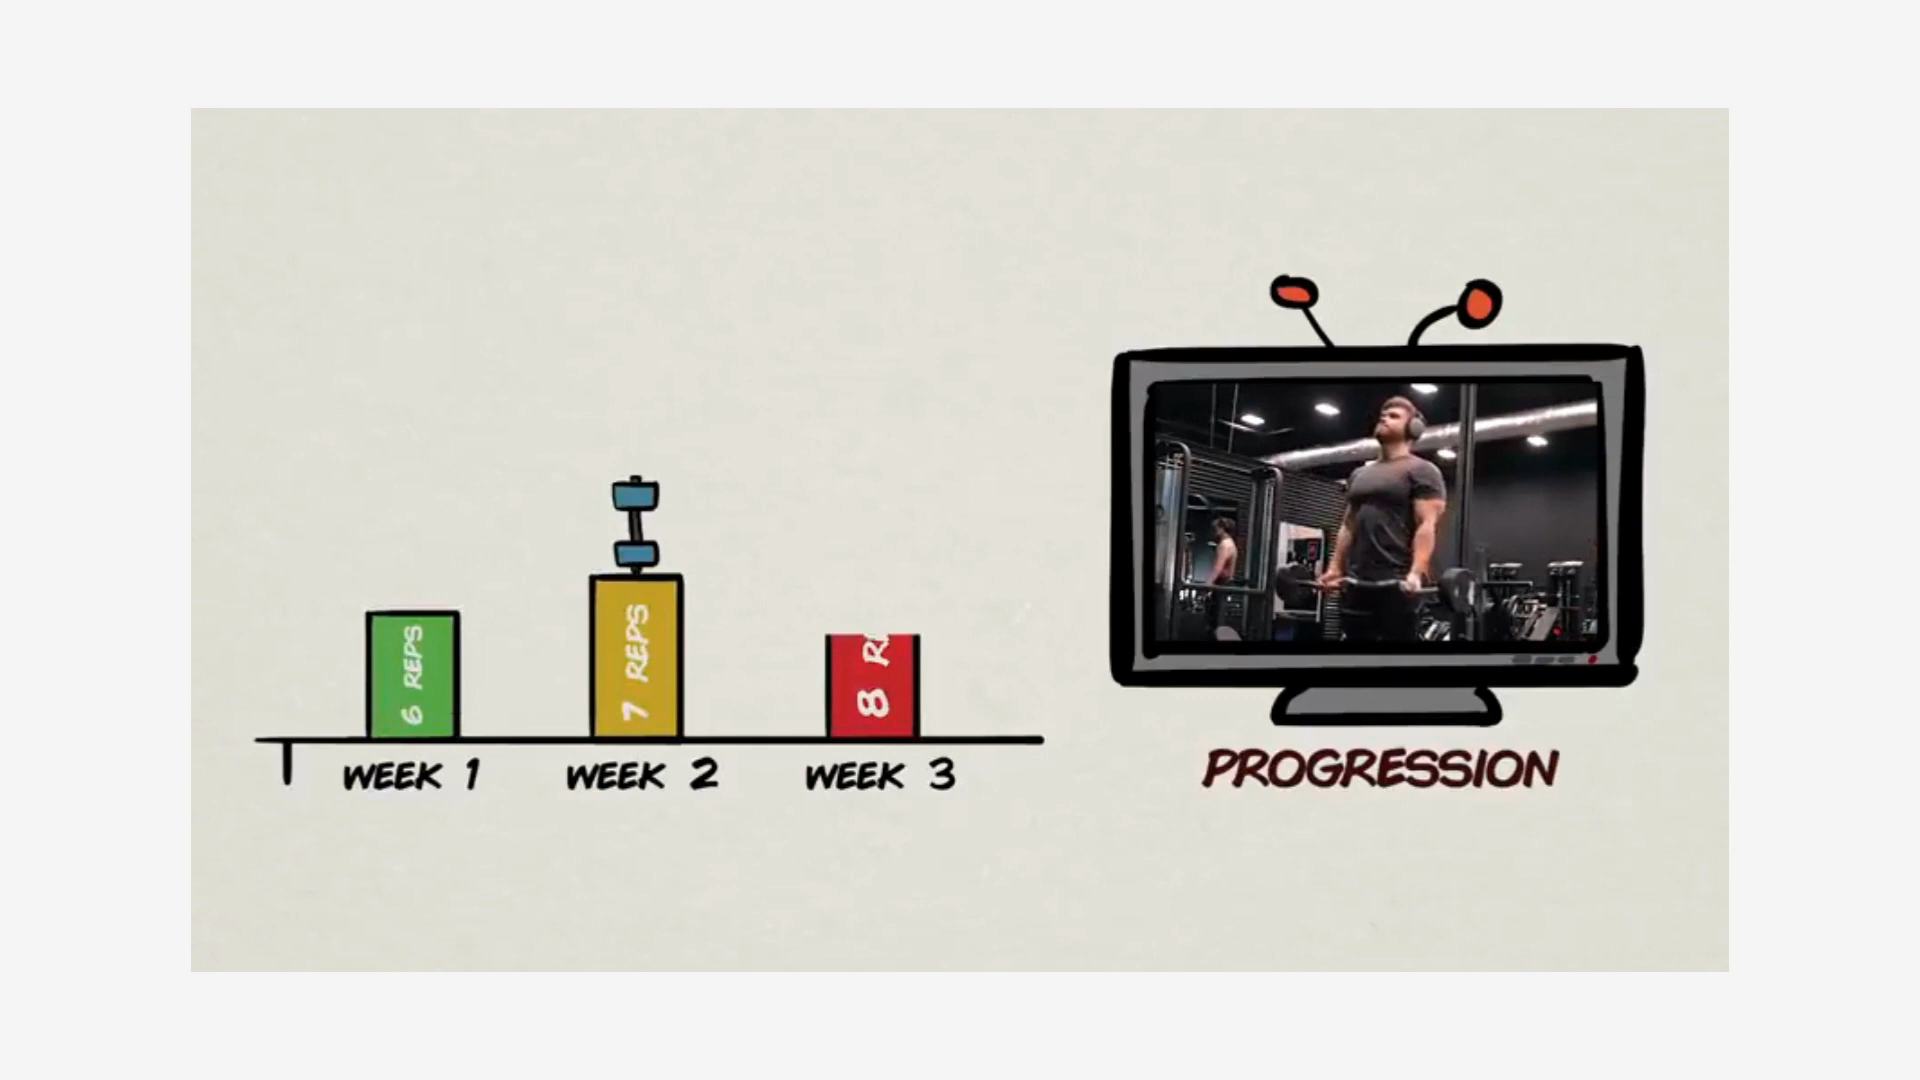 6 REPS
7 REPS
8
WEEK 1
WEEK 2
WEEK 3
PROGRESSION